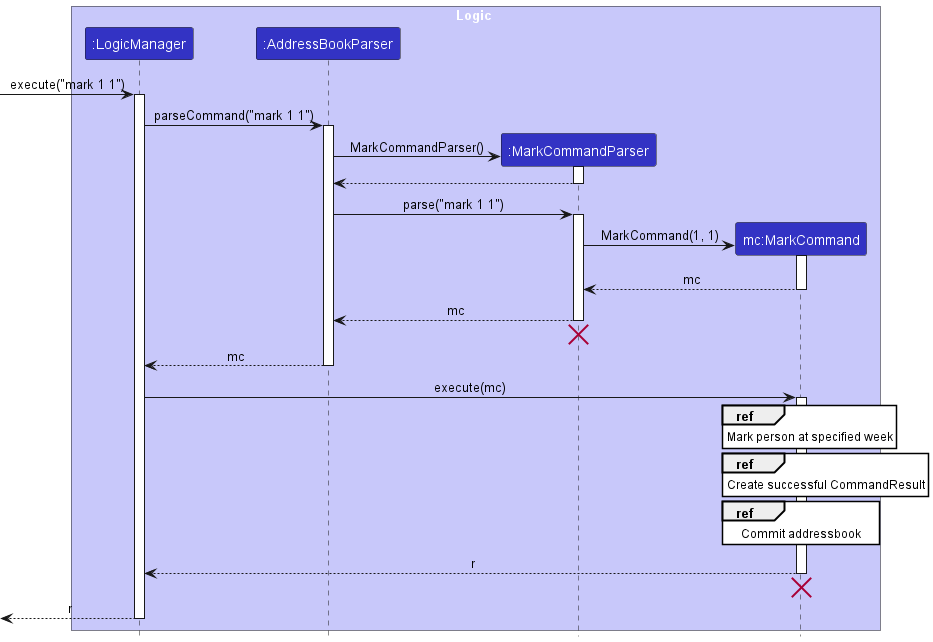 Logic
:LogicManager
:AddressBookParser
execute("mark 1 1")
parseCommand("mark 1 1")
MarkCommandParser()
:MarkCommandParser
parse("mark 1 1")
MarkCommand(1, 1)
mc:MarkCommand
mc
mc
mc
execute(mc)
ref
Mark person at specified week
ref
Create successful CommandResult
ref
Commit addressbook
r
r